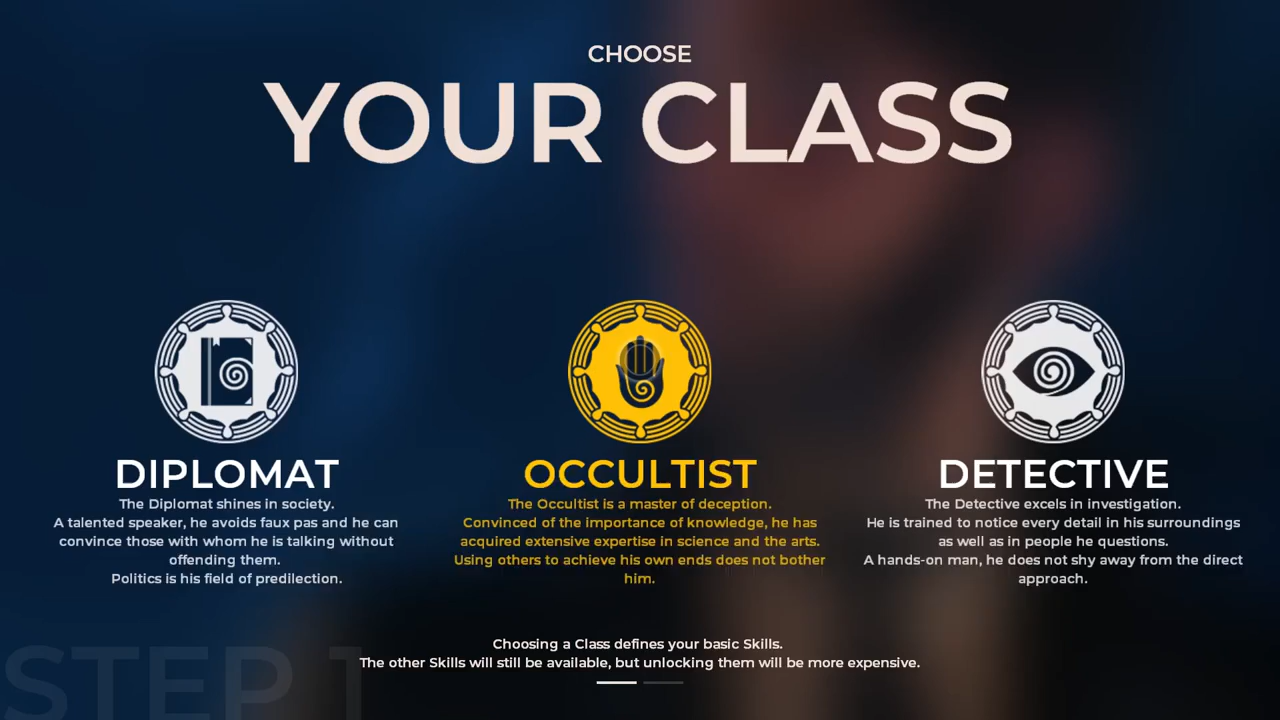 CHOOSE
YOUR CLASS
DIPLOMAT
The Diplomat shines in society.
A talented speaker, he avoids faux pas and he can
convince those with whom he is talking without
offending them.
Politics is his field of predilection.
OCCULTIST
The Occultist is a master of deception.
Convinced of the importance of knowledge, he has
acquired extensive expertise in science and the arts.
Using others to achieve his own ends does not bother
him.
DETECTIVE
The Detective excels in investigation.
He is trained to notice every detail in his surroundings
as well as in people he questions.
A hands-on man, he does not shy away from the direct
approach.
Choosing a Class defines your basic Skills.
The other Skills will still be available, but unlocking them will be more expensive.
STEP 1